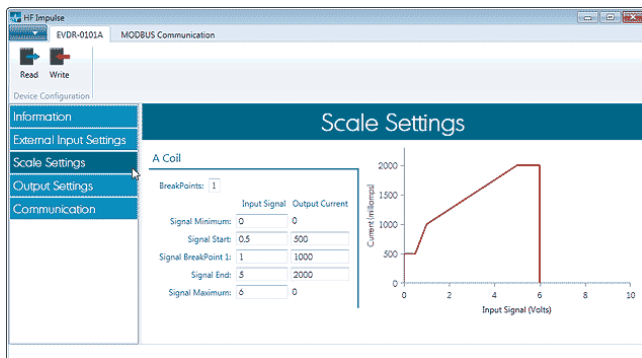 HF Impulse
EVDR-0101A MODBUS Communication
Read Write
Device Configuration
Information
External Input Settings
Scale Settings
Output Settings
Communication
Scale Settings
A Coil
BreakPoints: 1
Input Signal Output Current
Signal Minimum: 0 0
Signal Start: 0.5 500
Signal BreakPoint 1: 1 1000
Signal End: 5 2000
Signal Maximum: 6 0
Current (milliamps)
2000
1500
1000
500
0
0 2 4 6 8 10
Input Signal (Volts)